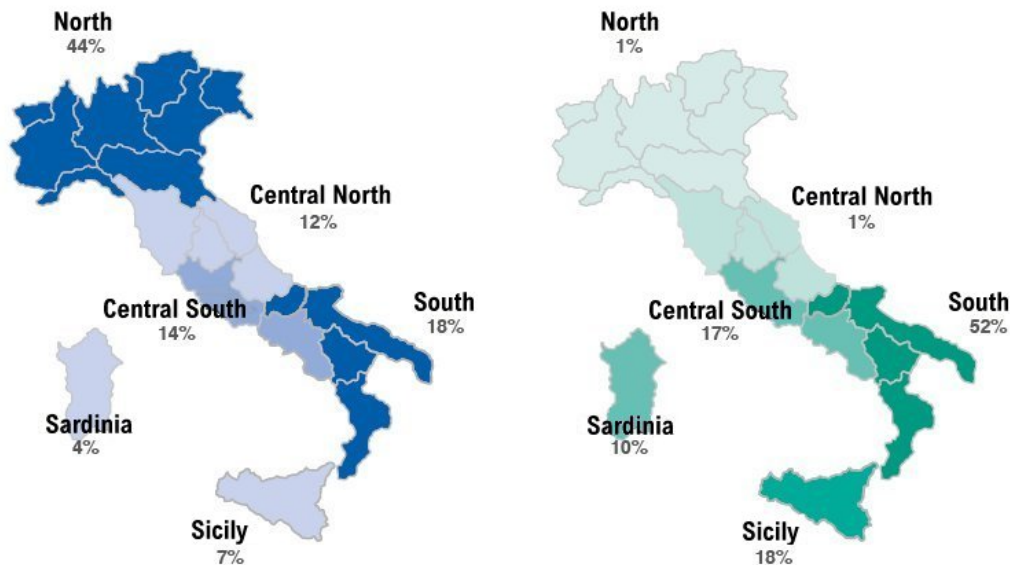 North
44%
Central North
12%
Central South
14%
South
18%
Sardinia
4%
Sicily
7%
North
1%
Central North
1%
Central South
17%
South
52%
Sardinia
10%
Sicily
18%